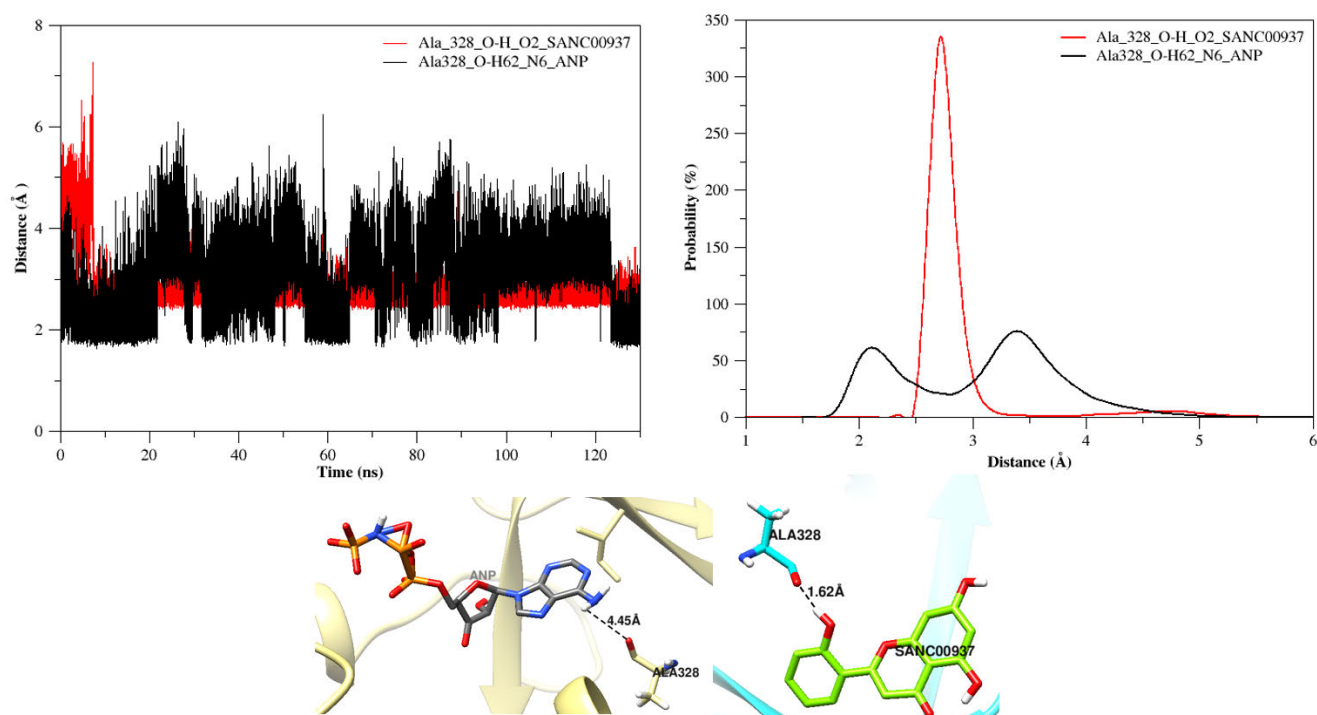 8
6
4
2
0
Distance (Å )
Ala_328_O-H_O2_SANC00937
Ala328_O-H62_N6_ANP
0 20 40 60 80 100 120
Time (ns)
350
300
250
200
150
100
50
0
Probability (%)
Ala_328_O-H_O2_SANC00937
Ala328_O-H62_N6_ANP
1 2 3 4 5 6
Distance (Å)
ANP
4.45Å
ALA328
ALA328
1.62Å
SANC00937